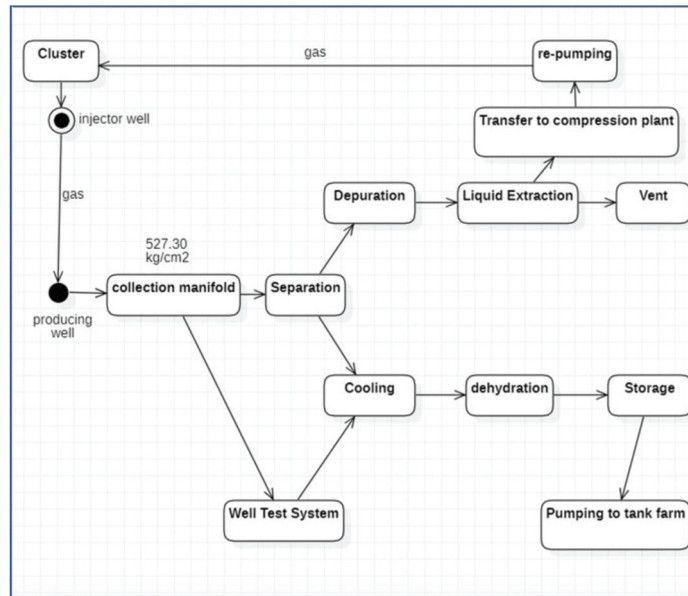 Cluster
gas
re-pumping
injector well
Transfer to compression plant
gas
Depuration
Liquid Extraction
Vent
527.30
kg/cm2
collection manifold
Separation
producing
well
Cooling
dehydration
Storage
Well Test System
Pumping to tank farm